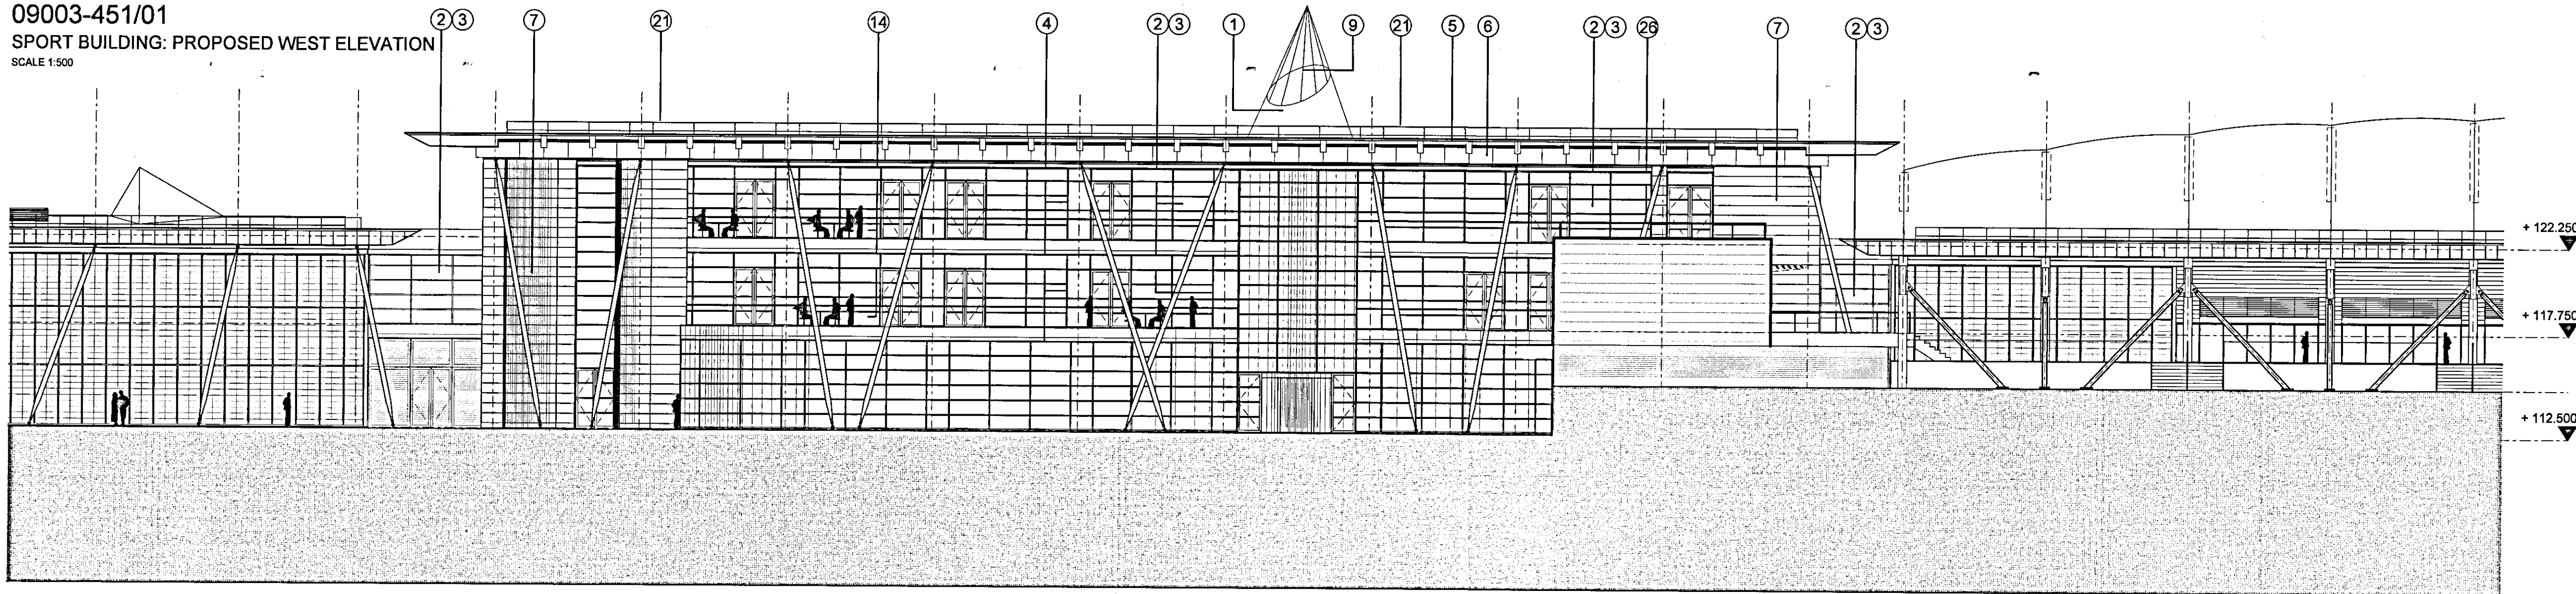 09003-451/01
SPORT BUILDING: PROPOSED WEST ELEVATION
SCALE 1:500
2 3 7 21 14 4 2 3 1 9 21 5 6 2 3 26 7 2 3
+ 122.250
+ 117.750
+ 112.500